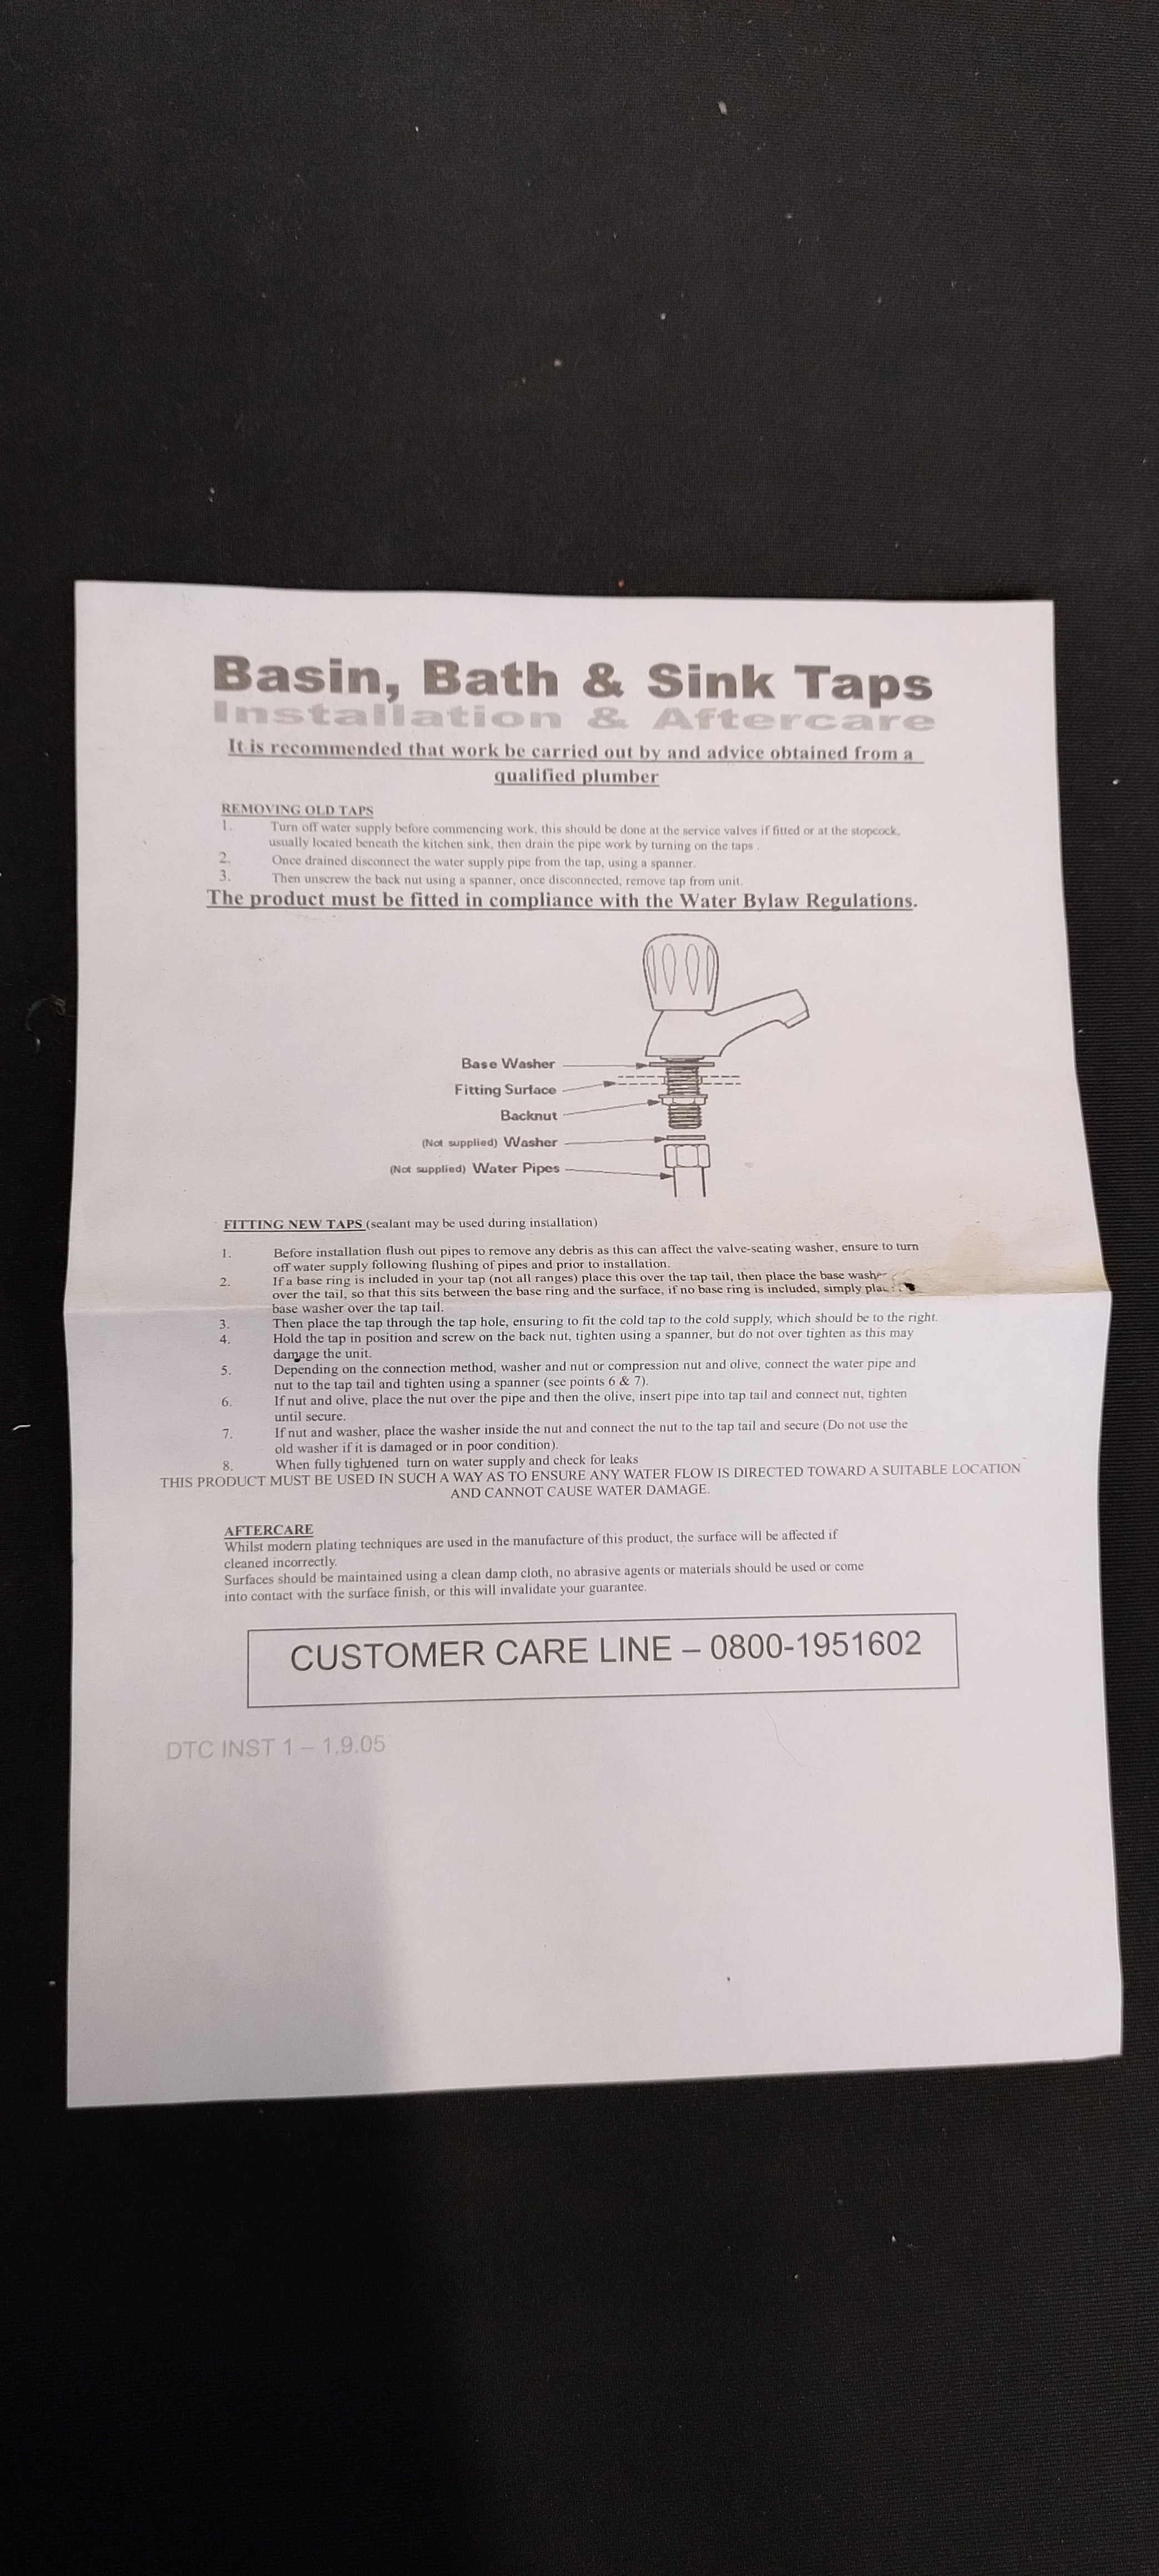 Basin, Bath & Sink Taps
Installation & Aftercare
It is recommended that work be carried out by and advice obtained from a
qualified plumber
REMOVING OLD TAPS
1. Turn off water supply before commencing work, this should be done at the service valves if fitted or at the stopcock,
usually located beneath the kitchen sink, then drain the pipe work by turning on the taps .
2. Once drained disconnect the water supply pipe from the tap, using a spanner.
3. Then unscrew the back nut using a spanner, once disconnected, remove tap from unit.
The product must be fitted in compliance with the Water Bylaw Regulations.
Base Washer
Fitting Surface
Backnut
(Not supplied) Washer
(Not supplied) Water Pipes
FITTING NEW TAPS (sealant may be used during installation)
1. Before installation flush out pipes to remove any debris as this can affect the valve-seating washer, ensure to turn
off water supply following flushing of pipes and prior to installation.
2. If a base ring is included in your tap (not all ranges) place this over the tap tail, then place the base
over the tail, so that this sits between the base ring and the surface, if no base ring is included, simply
base washer over the tap tail.
3. Then place the tap through the tap hole, ensuring to fit the cold tap to the cold supply, which should be to the right.
4. Hold the tap in position and screw on the back nut, tighten using a spanner, but do not over tighten as this may
damage the unit.
5. Depending on the connection method, washer and nut or compression nut and olive, connect the water pipe and
nut to the tap tail and tighten using a spanner (see points 6 & 7).
6. If nut and olive, place the nut over the pipe and then the olive, insert pipe into tap tail and connect nut, tighten
until secure.
7. If nut and washer, place the washer inside the nut and connect the nut to the tap tail and secure (Do not use the
old washer if it is damaged or in poor condition).
8. When fully tightened turn on water supply and check for leaks
THIS PRODUCT MUST BE USED IN SUCH A WAY AS TO ENSURE ANY WATER FLOW IS DIRECTED TOWARD A SUITABLE LOCATION
AND CANNOT CAUSE WATER DAMAGE.
AFTERCARE
Whilst modern plating techniques are used in the manufacture of this product, the surface will be affected if
cleaned incorrectly.
Surfaces should be maintained using a clean damp cloth, no abrasive agents or materials should be used or come
into contact with the surface finish, or this will invalidate your guarantee.
CUSTOMER CARE LINE – 0800-1951602
DTC INST 1 – 1.9.05